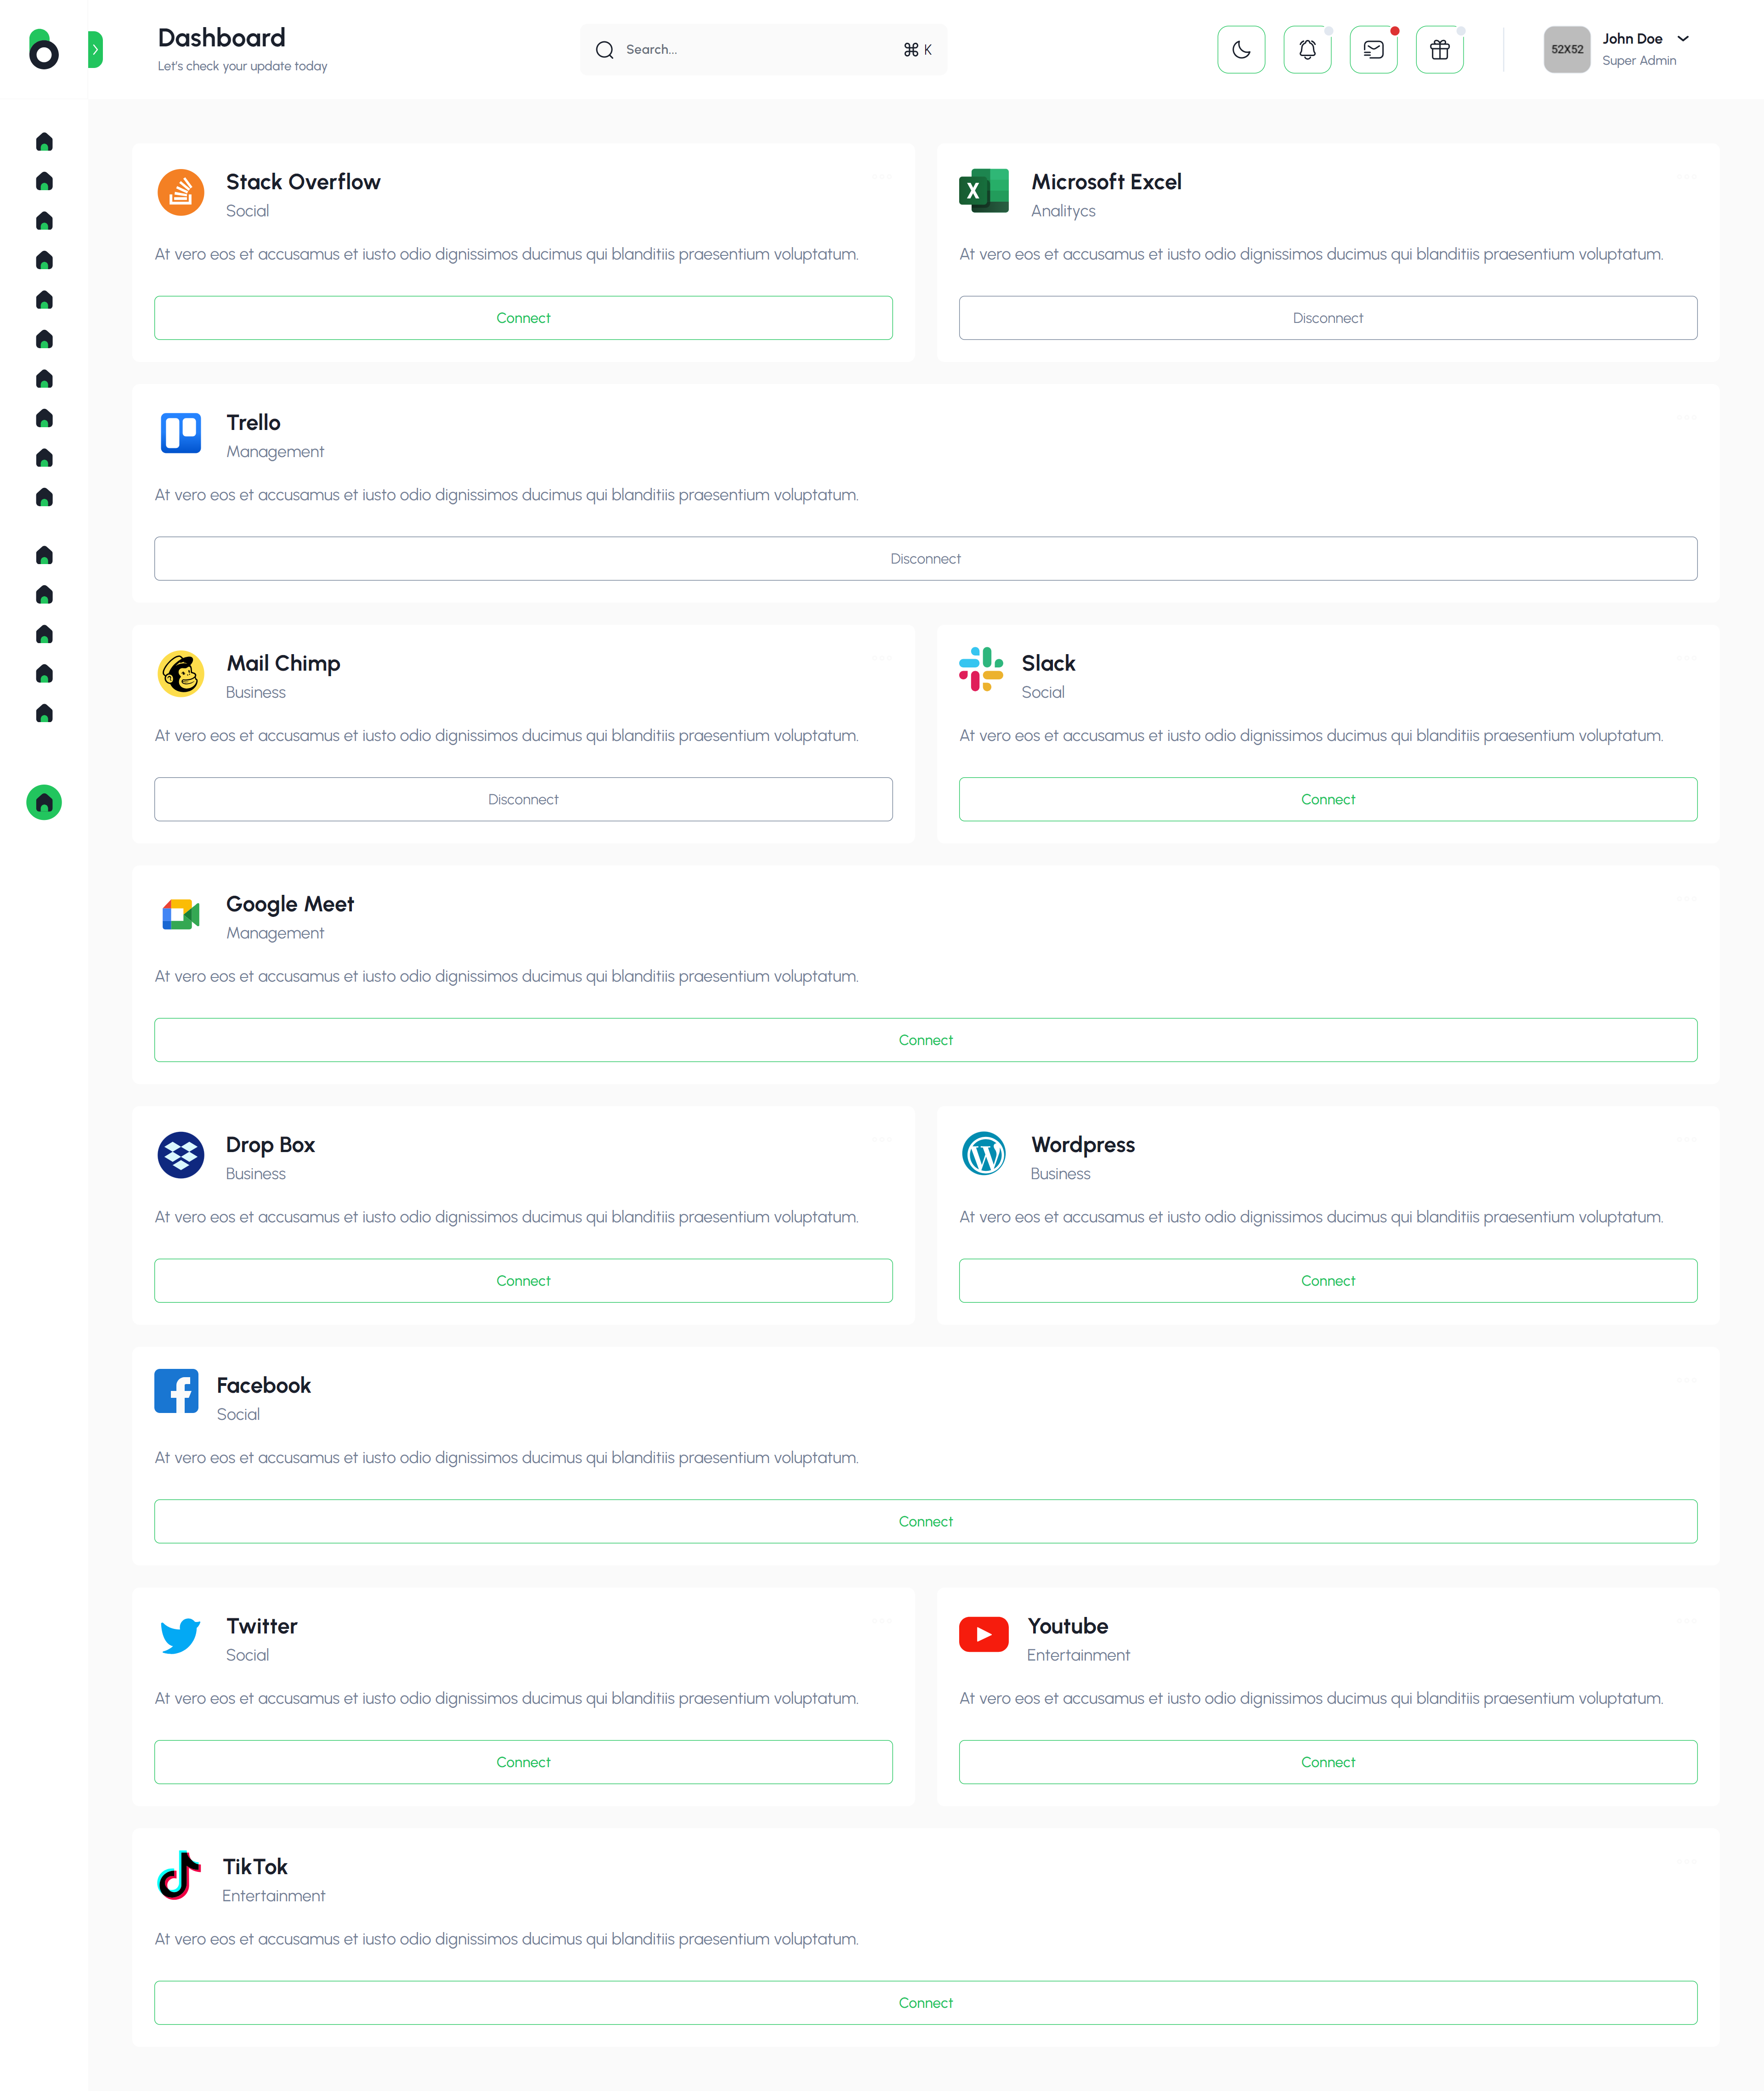 Dashboard
Let's check your update today
Search...
⌘ K
52X52
John Doe
Super Admin
Stack Overflow
Social
At vero eos et accusamus et iusto odio dignissimos ducimus qui blanditiis praesentium voluptatum.
Connect
Microsoft Excel
Analitycs
At vero eos et accusamus et iusto odio dignissimos ducimus qui blanditiis praesentium voluptatum.
Disconnect
Trello
Management
At vero eos et accusamus et iusto odio dignissimos ducimus qui blanditiis praesentium voluptatum.
Disconnect
Mail Chimp
Business
At vero eos et accusamus et iusto odio dignissimos ducimus qui blanditiis praesentium voluptatum.
Disconnect
Slack
Social
At vero eos et accusamus et iusto odio dignissimos ducimus qui blanditiis praesentium voluptatum.
Connect
Google Meet
Management
At vero eos et accusamus et iusto odio dignissimos ducimus qui blanditiis praesentium voluptatum.
Connect
Drop Box
Business
At vero eos et accusamus et iusto odio dignissimos ducimus qui blanditiis praesentium voluptatum.
Connect
Wordpress
Business
At vero eos et accusamus et iusto odio dignissimos ducimus qui blanditiis praesentium voluptatum.
Connect
Facebook
Social
At vero eos et accusamus et iusto odio dignissimos ducimus qui blanditiis praesentium voluptatum.
Connect
Twitter
Social
At vero eos et accusamus et iusto odio dignissimos ducimus qui blanditiis praesentium voluptatum.
Connect
Youtube
Entertainment
At vero eos et accusamus et iusto odio dignissimos ducimus qui blanditiis praesentium voluptatum.
Connect
TikTok
Entertainment
At vero eos et accusamus et iusto odio dignissimos ducimus qui blanditiis praesentium voluptatum.
Connect